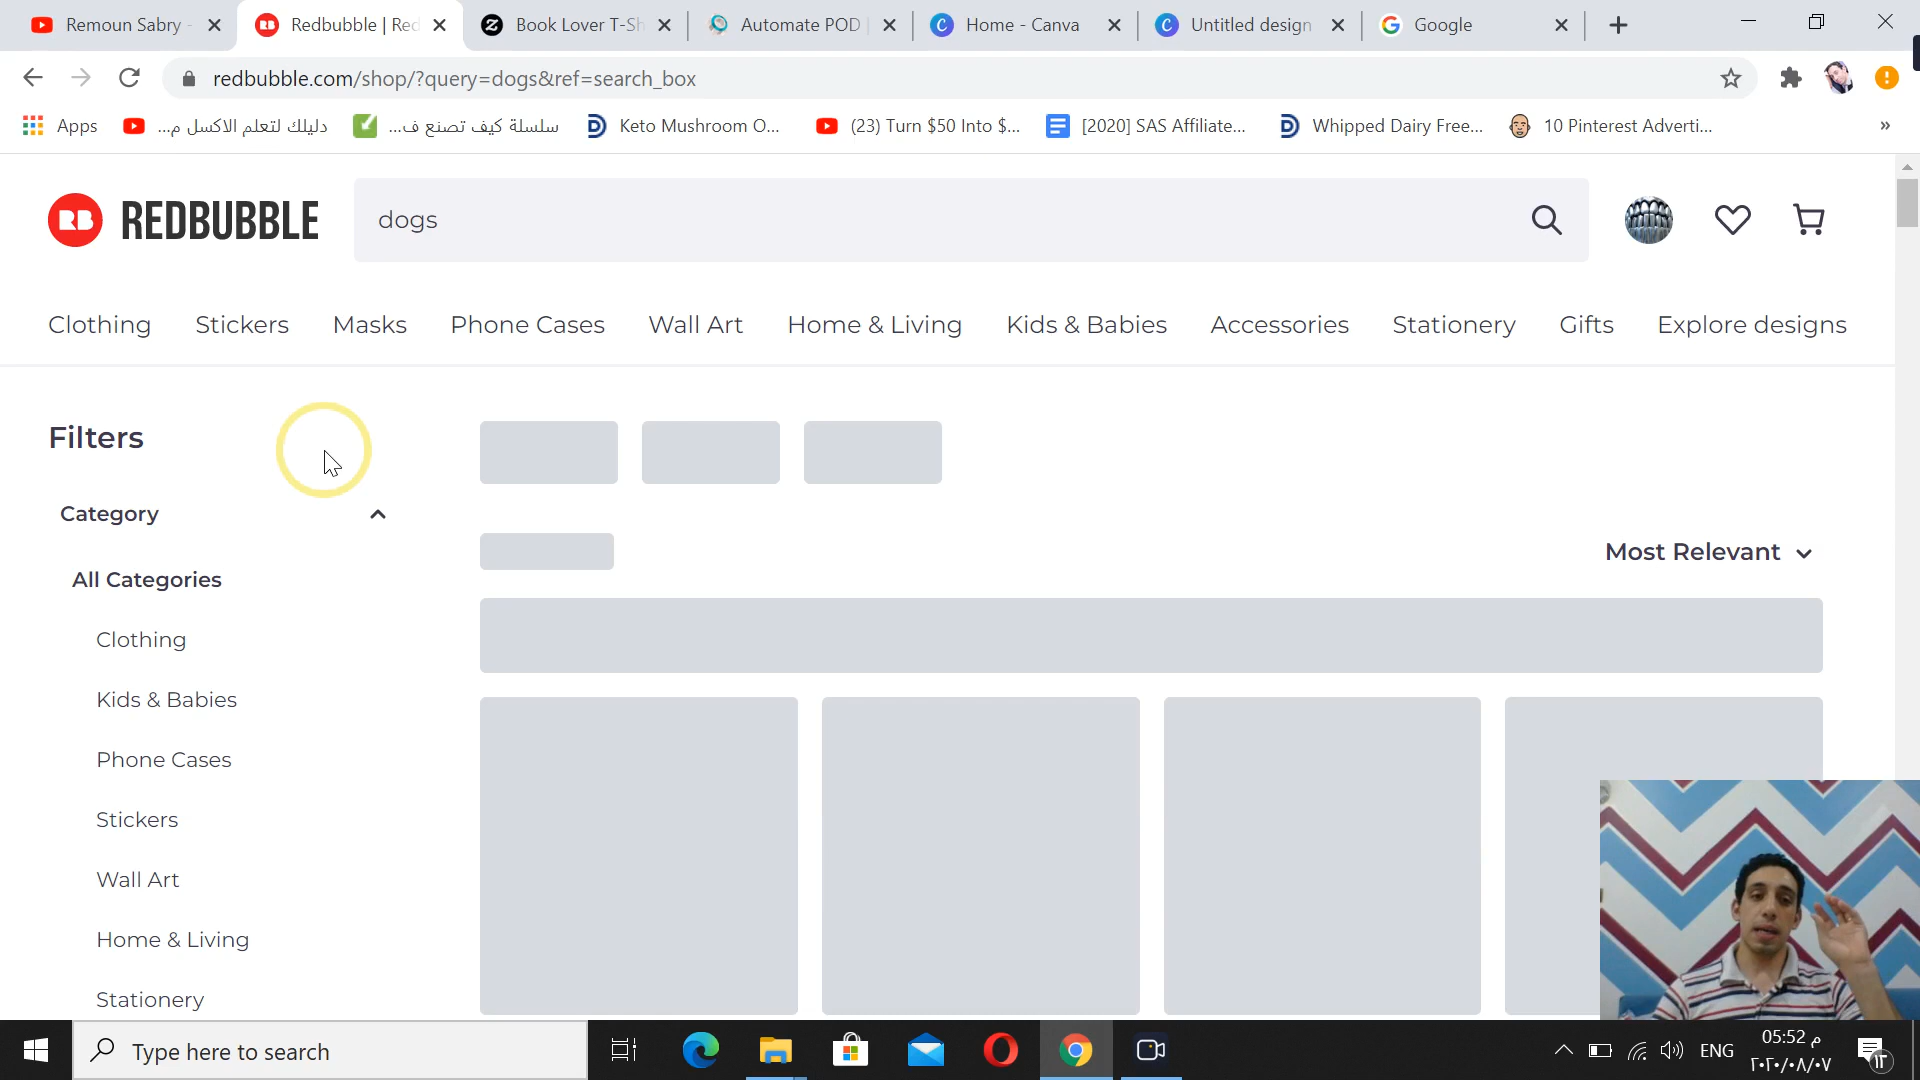 Remoun Sabry -
Redbubble | Red
Book Lover T-Sh
Automate POD |
Home - Canva
Untitled design
Google
redbubble.com/shop/?query=dogs&ref=search_box
Apps
دليلك لتعلم الاكسل م...
سلسلة كيف تصنع ف...
Keto Mushroom O...
(23) Turn $50 Into $...
[2020] SAS Affiliate...
Whipped Dairy Free...
10 Pinterest Adverti...
»
RB REDBUBBLE
dogs
Clothing
Stickers
Masks
Phone Cases
Wall Art
Home & Living
Kids & Babies
Accessories
Stationery
Gifts
Explore designs
Filters
Category
Most Relevant
All Categories
Clothing
Kids & Babies
Phone Cases
Stickers
Wall Art
Home & Living
Stationery
Type here to search
ENG
05:52 م
٢٠٢٠/٠٨/٠٧
١٣